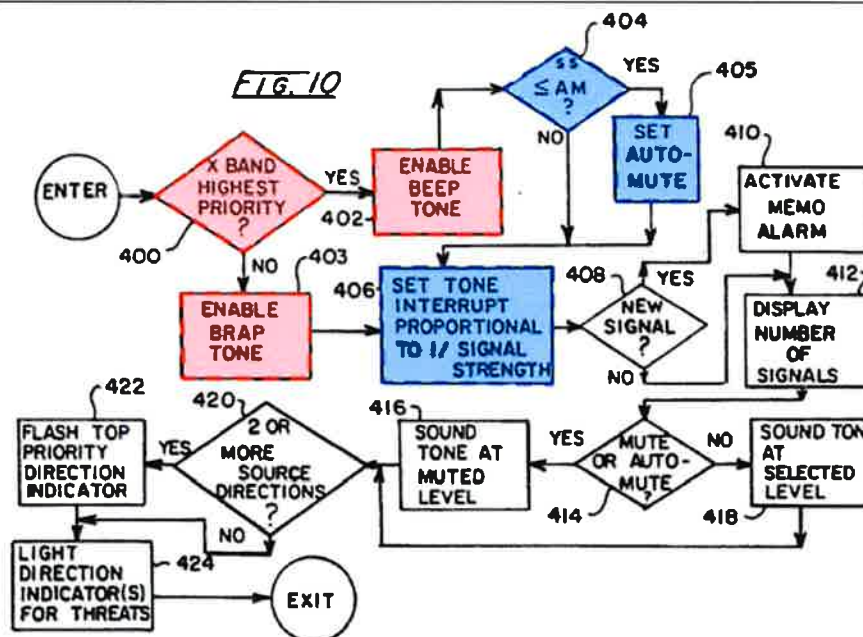 FIG. 10
ENTER
X BAND
HIGHEST
PRIORITY
?
400
YES
NO
ENABLE
BEEP
TONE
402
403
ENABLE
BRAP
TONE
404
SS
≤ AM
?
YES
NO
405
SET
AUTO-
MUTE
406
SET TONE
INTERRUPT
PROPORTIONAL
TO 1/ SIGNAL
STRENGTH
408
NEW
SIGNAL
?
YES
NO
410
ACTIVATE
MEMO
ALARM
412
DISPLAY
NUMBER
OF
SIGNALS
MUTE
OR AUTO-
MUTE
?
414
YES
NO
416
SOUND
TONE AT
MUTED
LEVEL
SOUND TON
AT
SELECTED
LEVEL
418
420
2 OR
MORE
SOURCE
DIRECTIONS
?
YES
NO
422
FLASH TOP
PRIORITY
DIRECTION
INDICATOR
424
LIGHT
DIRECTION
INDICATOR(S)
FOR THREATS
EXIT